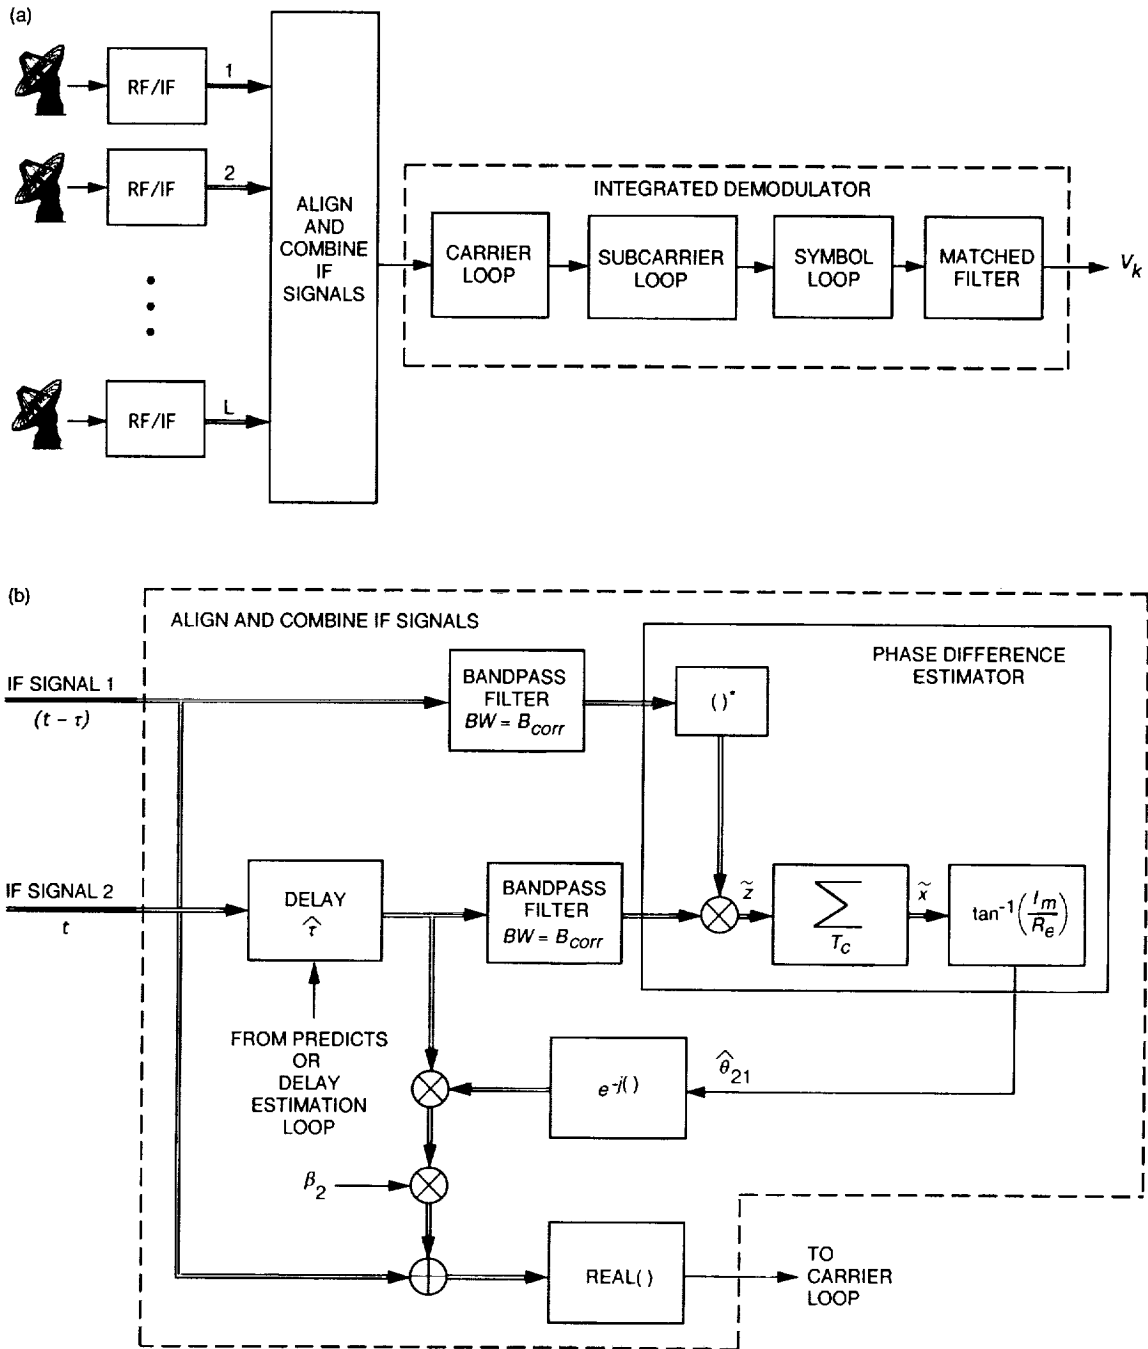 (a)
RF/IF
1
RF/IF
2
RF/IF
L
ALIGN
AND
COMBINE
IF
SIGNALS
INTEGRATED DEMODULATOR
CARRIER
LOOP
SUBCARRIER
LOOP
SYMBOL
LOOP
MATCHED
FILTER
V_k
(b)
ALIGN AND COMBINE IF SIGNALS
IF SIGNAL 1
(t - τ)
BANDPASS
FILTER
BW = B_corr
PHASE DIFFERENCE
ESTIMATOR
( )*
IF SIGNAL 2
t
DELAY
τ̂
BANDPASS
FILTER
BW = B_corr
z̃
Σ
T_c
x̃
tan⁻¹(I_m/R_e)
FROM PREDICTS
OR
DELAY
ESTIMATION
LOOP
e^-j( )
θ̂_21
β_2
REAL( )
TO
CARRIER
LOOP